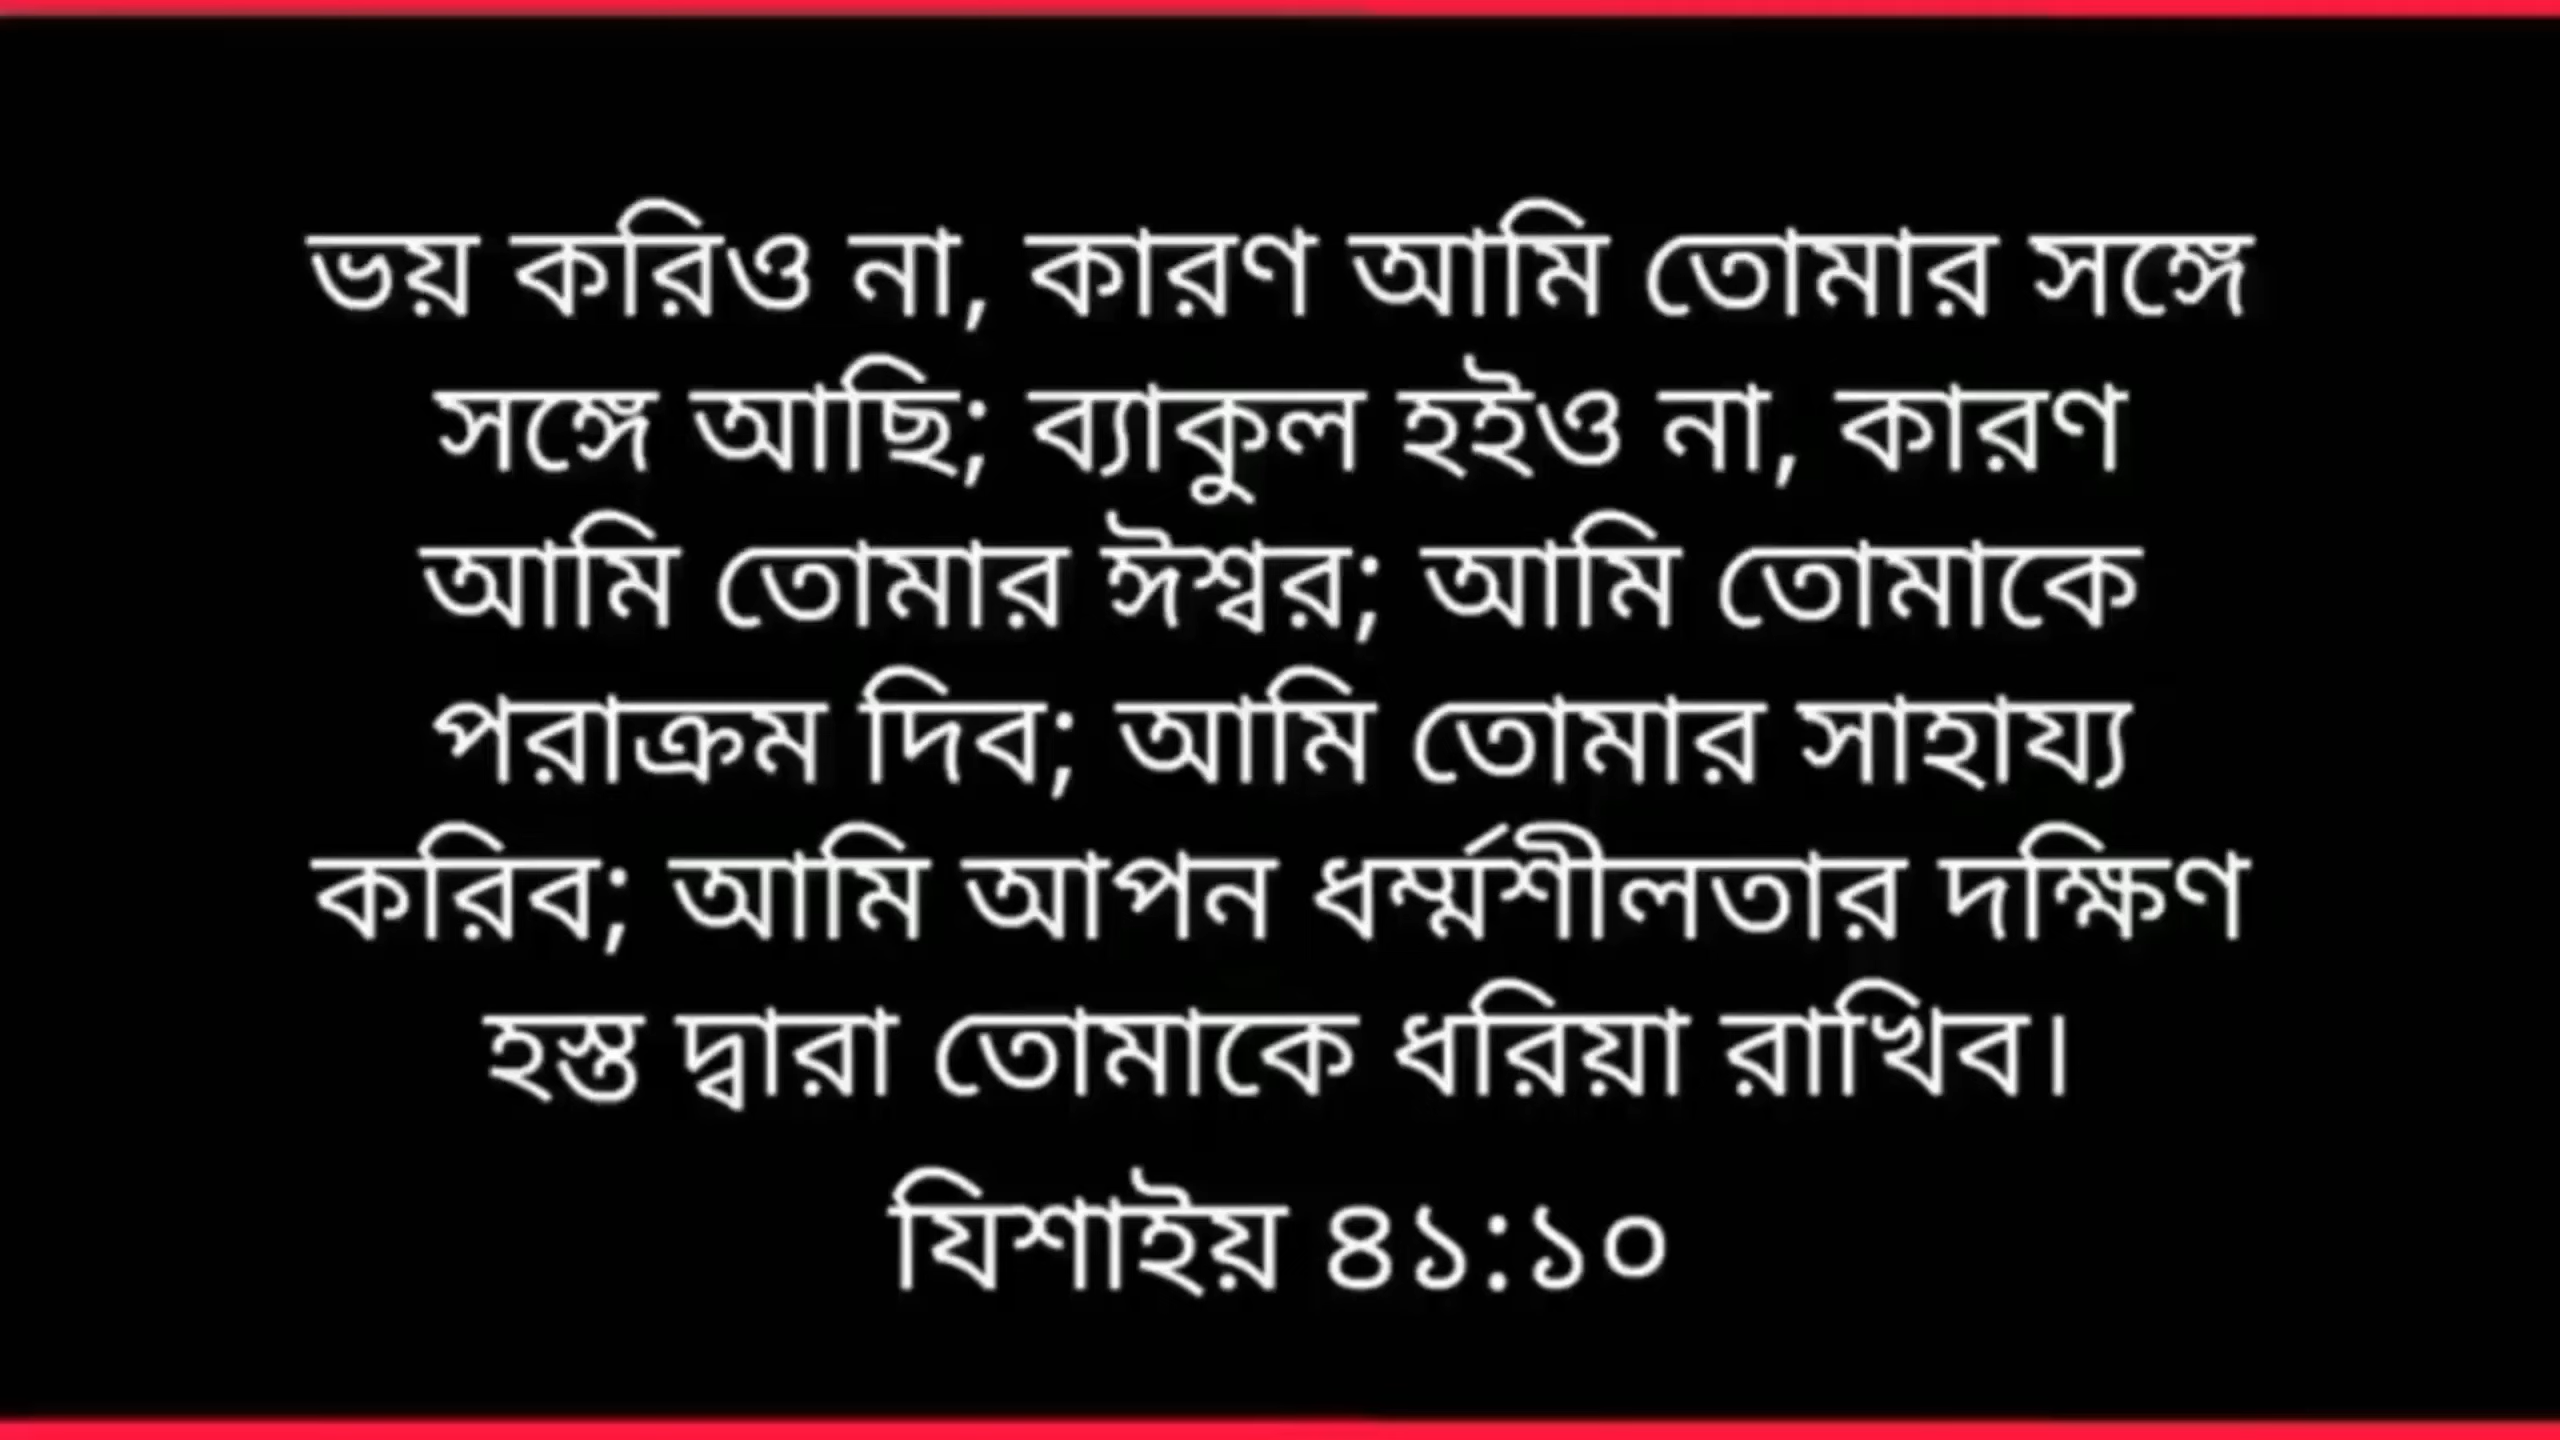 ভয় করিও না, কারণ আমি তোমার সঙ্গে
সঙ্গে আছি; ব্যাকুল হইও না, কারণ
আমি তোমার ঈশ্বর; আমি তোমাকে
পরাক্রম দিব; আমি তোমার সাহায্য
করিব; আমি আপন ধর্ম্মশীলতার দক্ষিণ
হস্ত দ্বারা তোমাকে ধরিয়া রাখিব।
যিশাইয় ৪১:১০